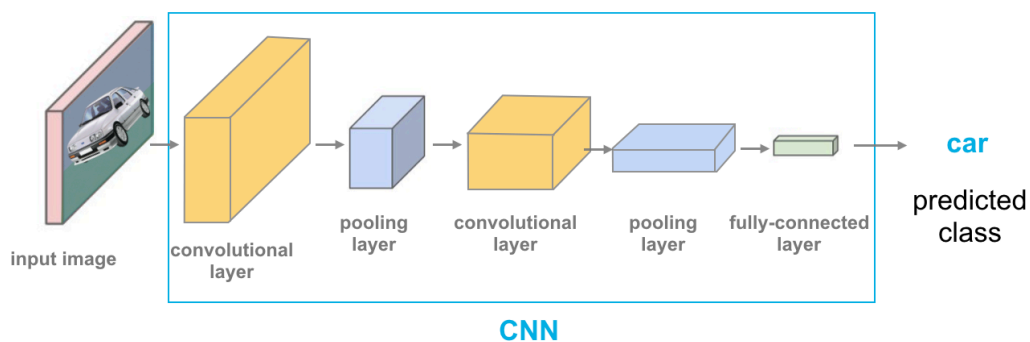 input image
convolutional
layer
pooling
layer
convolutional
layer
pooling
layer
fully-connected
layer
car
predicted
class
CNN